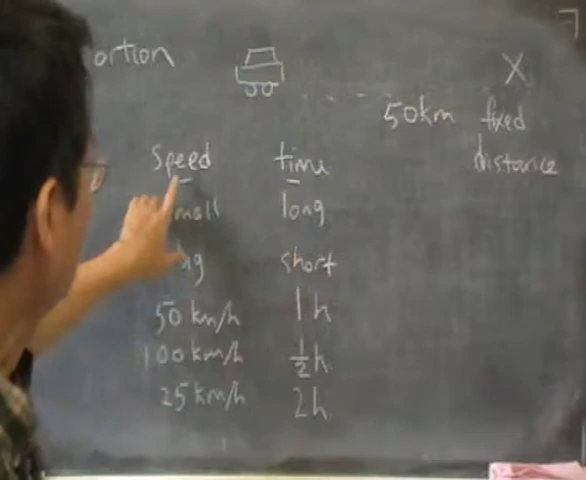 ortion
X
50km fixed
distance
speed time
mall long
big short
50 km/h 1h
100 km/h ½h
25 km/h 2h